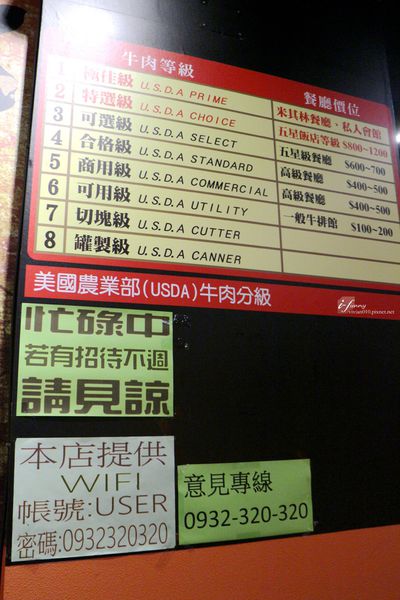 牛肉等級 餐廳價位
1 極佳級 U.S.D.A PRIME 米其林餐廳、私人會館
2 特選級 U.S.D.A CHOICE 五星飯店等級 $800~1200
3 可選級 U.S.D.A SELECT 五星級餐廳 $600~700
4 合格級 U.S.D.A STANDARD 高級餐廳 $400~500
5 商用級 U.S.D.A COMMERCIAL 高級餐廳 $400~500
6 可用級 U.S.D.A UTILITY 一般牛排館 $100~200
7 切塊級 U.S.D.A CUTTER
8 罐製級 U.S.D.A CANNER
美國農業部(USDA)牛肉分級
忙碌中
若有招待不週
請見諒
本店提供
WIFI
帳號:USER
密碼:0932320320
意見專線
0932-320-320